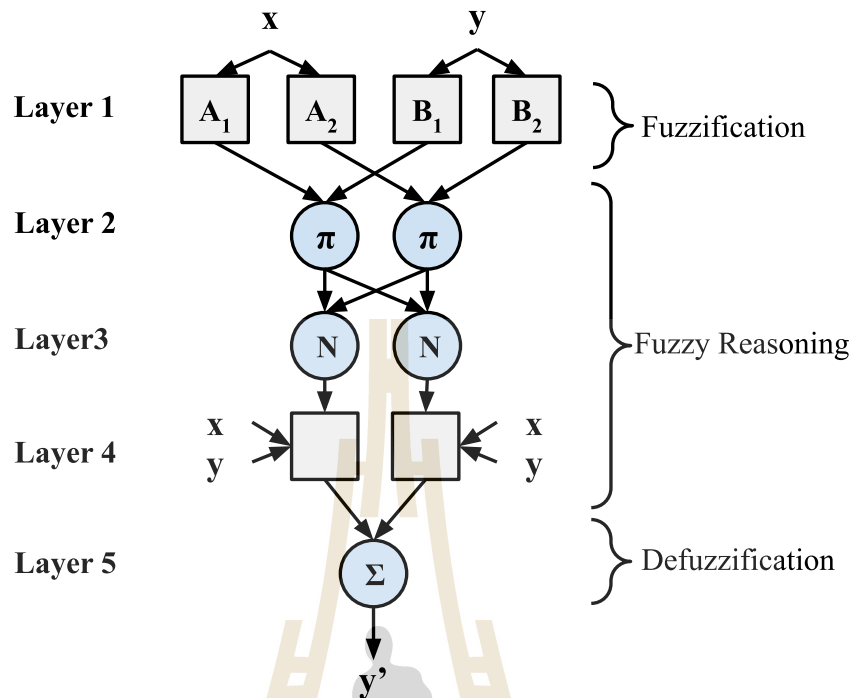 x y
Layer 1 A₁ A₂ B₁ B₂ Fuzzification
Layer 2 π π
Layer3 N N Fuzzy Reasoning
x x
Layer 4
y y
Layer 5 Σ Defuzzification
y’